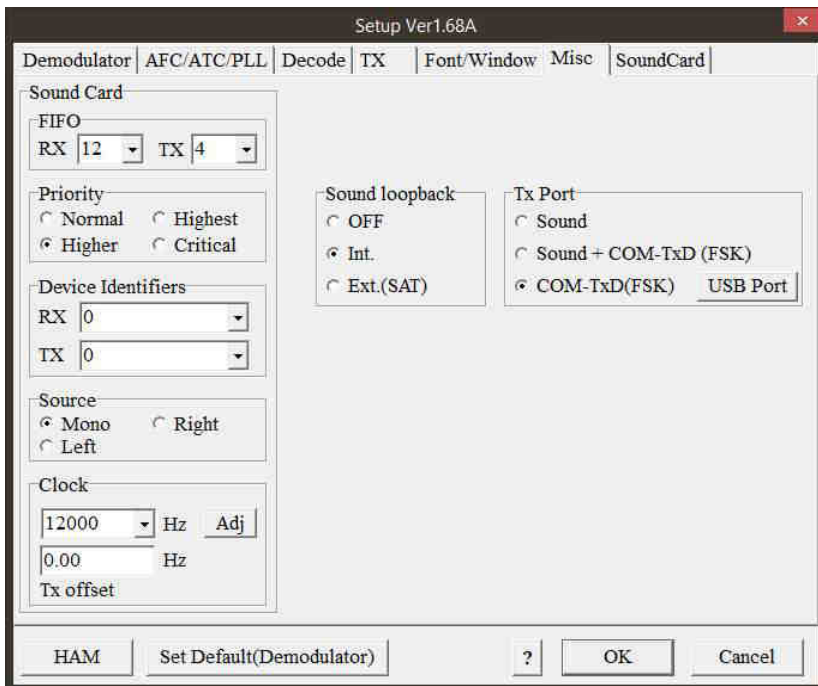 Setup Ver1.68A
Demodulator AFC/ATC/PLL Decode TX Font/Window Misc SoundCard
Sound Card
FIFO
RX 12 TX 4
Priority
Normal Highest
Higher Critical
Device Identifiers
RX 0
TX 0
Source
Mono Right
Left
Clock
12000 Hz Adj
0.00 Hz
Tx offset
Sound loopback
OFF
Int.
Ext.(SAT)
Tx Port
Sound
Sound + COM-TxD (FSK)
COM-TxD(FSK) USB Port
HAM Set Default(Demodulator) ? OK Cancel